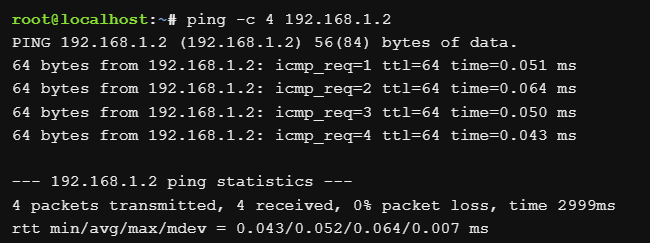 root@localhost:~# ping -c 4 192.168.1.2
PING 192.168.1.2 (192.168.1.2) 56(84) bytes of data.
64 bytes from 192.168.1.2: icmp_req=1 ttl=64 time=0.051 ms
64 bytes from 192.168.1.2: icmp_req=2 ttl=64 time=0.064 ms
64 bytes from 192.168.1.2: icmp_req=3 ttl=64 time=0.050 ms
64 bytes from 192.168.1.2: icmp_req=4 ttl=64 time=0.043 ms
--- 192.168.1.2 ping statistics ---
4 packets transmitted, 4 received, 0% packet loss, time 2999ms
rtt min/avg/max/mdev = 0.043/0.052/0.064/0.007 ms